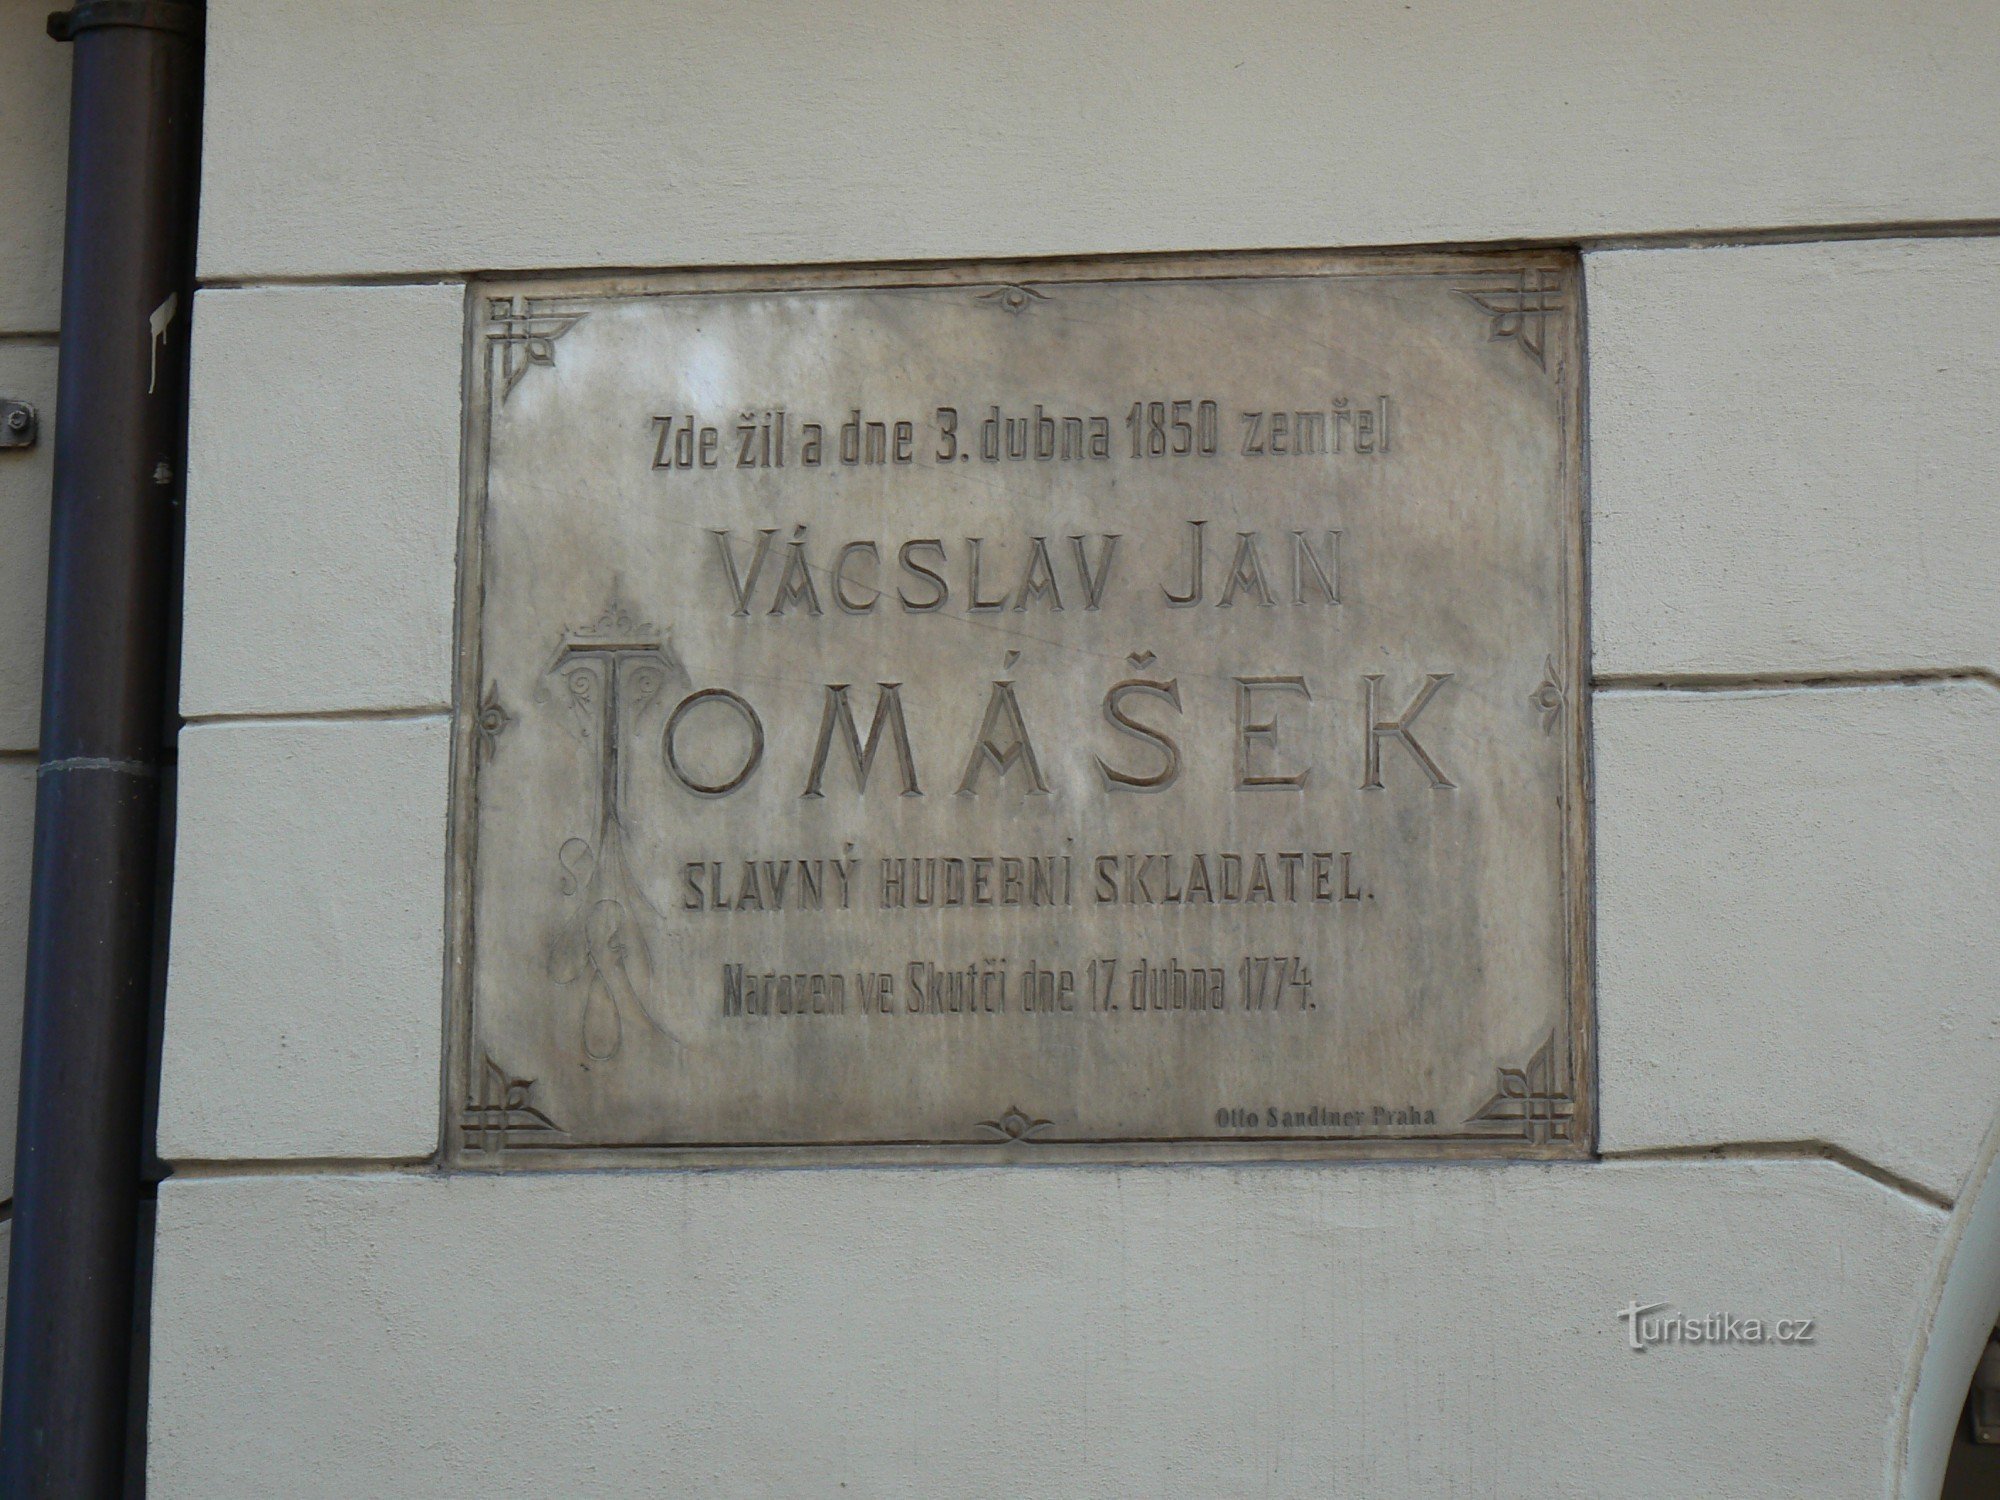 Zde žil a dne 3. dubna 1850 zemřel
VÁCSLAV JAN
TOMÁŠEK
SLAVNÝ HUDEBNÍ SKLADATEL.
Narozen ve Skutči dne 17. dubna 1774.
Otto Sandtner Praha
Turistika.cz